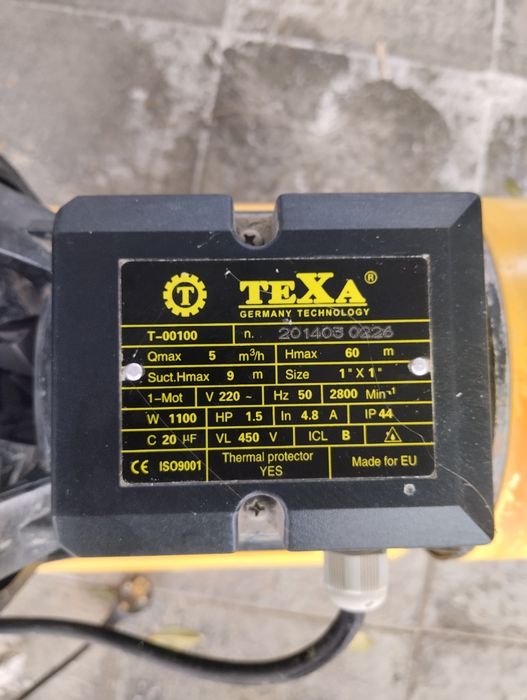 T TEXA ®
GERMANY TECHNOLOGY
T-00100 n. 201403 0226
Qmax 5 m³/h Hmax 60 m
Suct.Hmax 9 m Size 1" X 1"
1-Mot V 220 ~ Hz 50 2800 Min-¹
W 1100 HP 1.5 In 4.8 A IP 44
C 20 µF VL 450 V ICL B
CE ISO9001 Thermal protector YES Made for EU